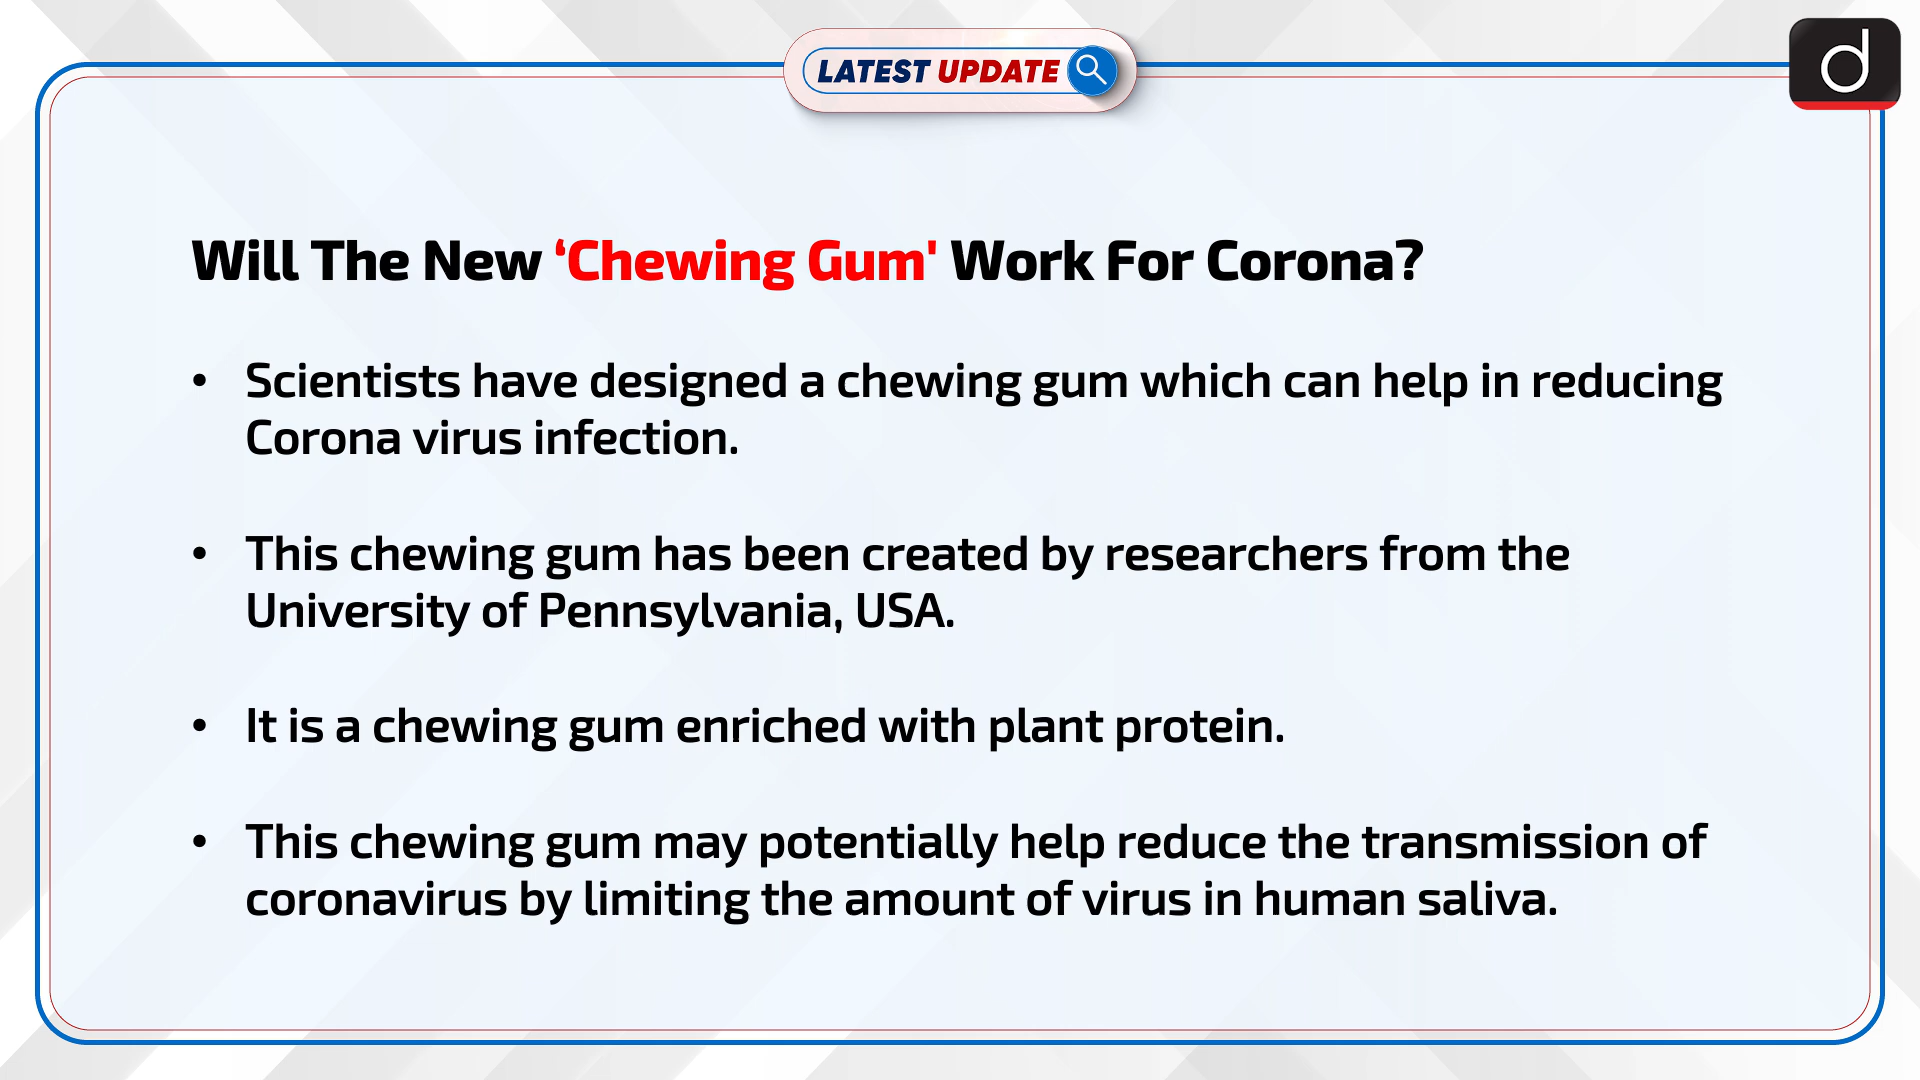 LATEST UPDATE
d
Will The New ‘Chewing Gum' Work For Corona?
• Scientists have designed a chewing gum which can help in reducing
Corona virus infection.
• This chewing gum has been created by researchers from the
University of Pennsylvania, USA.
• It is a chewing gum enriched with plant protein.
• This chewing gum may potentially help reduce the transmission of
coronavirus by limiting the amount of virus in human saliva.